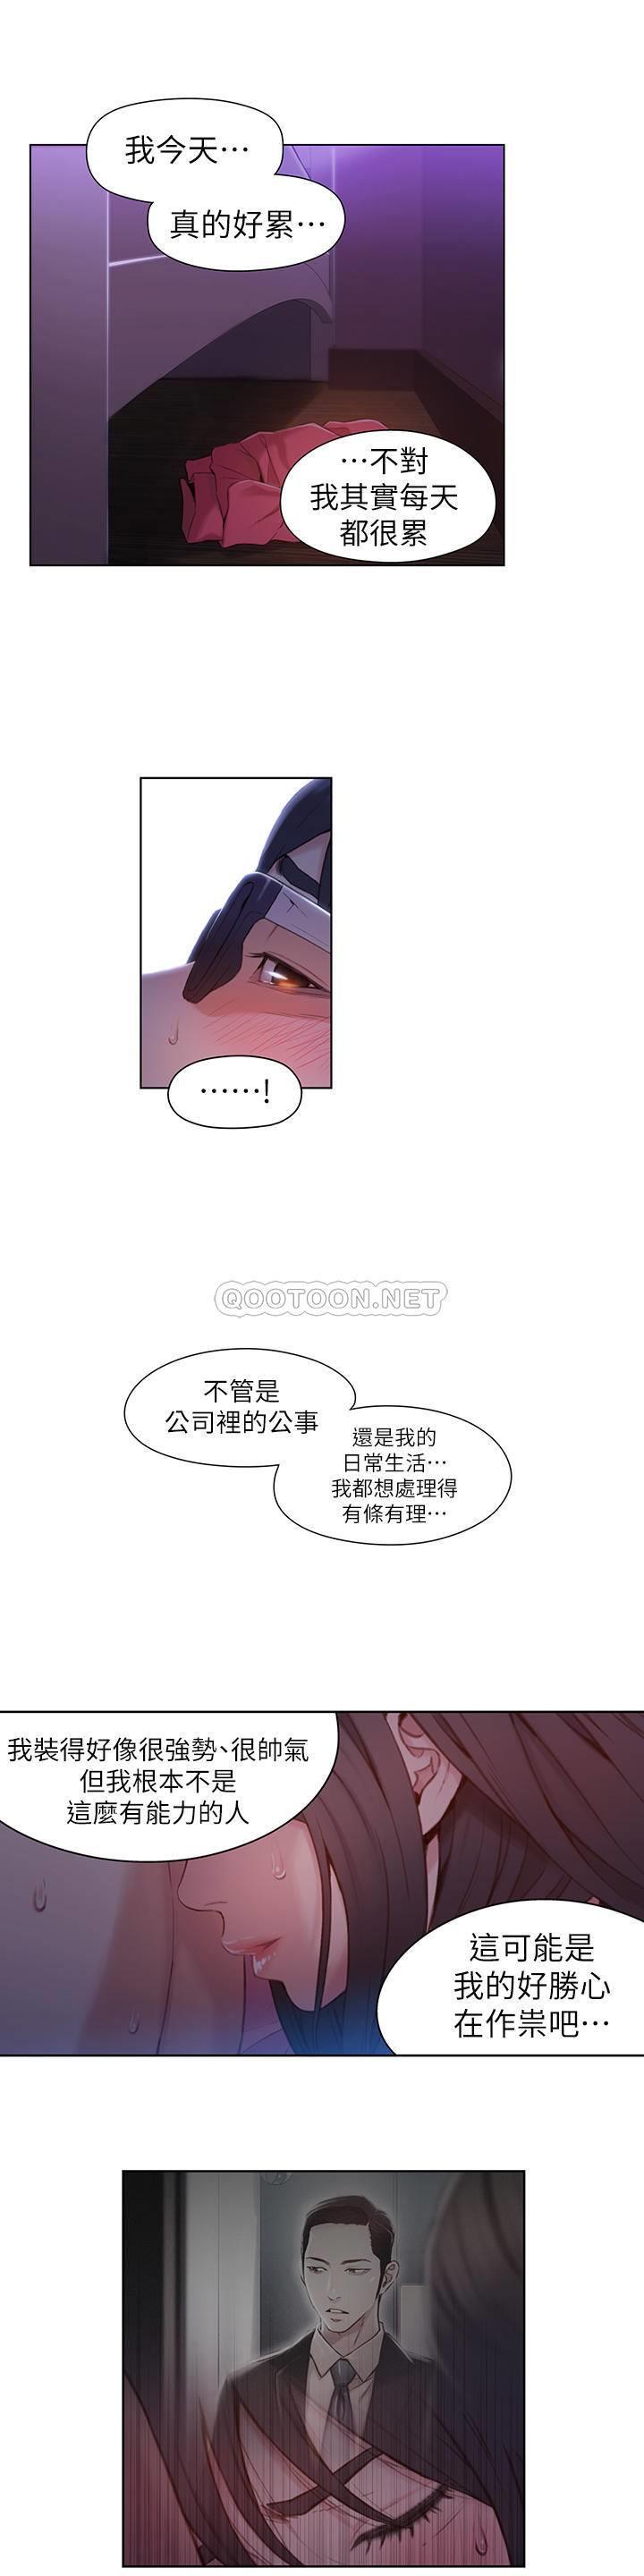 我今天…
真的好累…
…不對
我其實每天
都很累
……!
QOOTOON.NET
不管是
公司裡的公事
還是我的
日常生活…
我都想處理得
有條有理…
我裝得好像很強勢、很帥氣
但我根本不是
這麼有能力的人
這可能是
我的好勝心
在作祟吧…